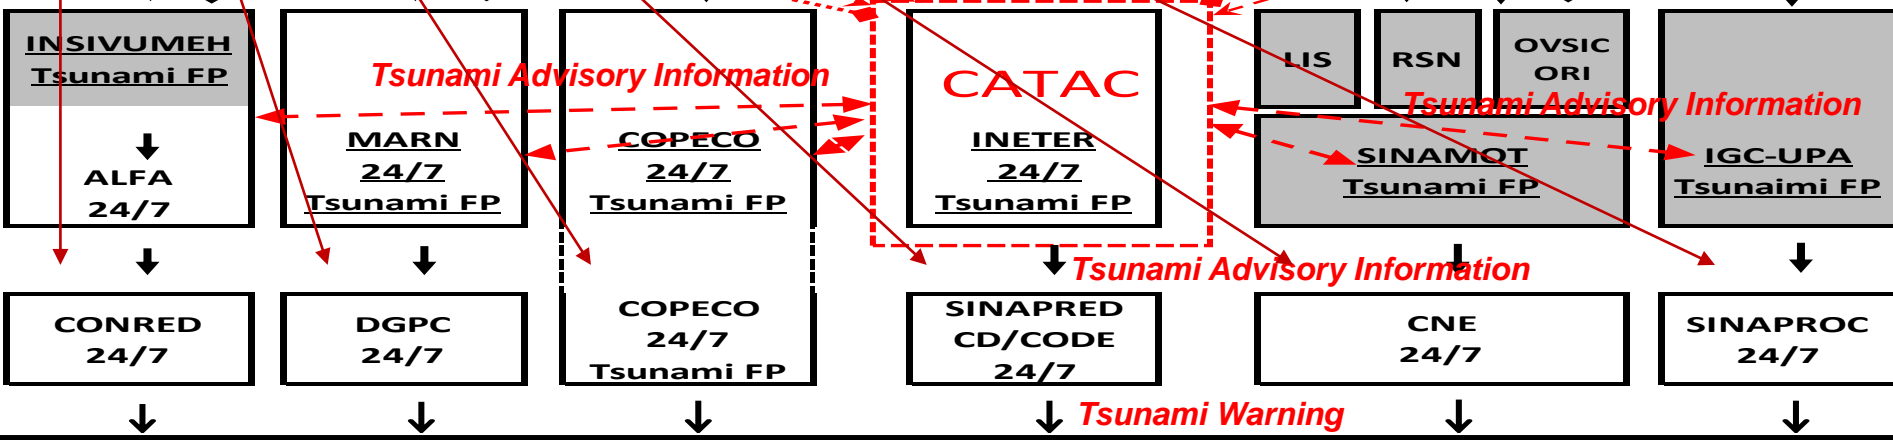 INSIVUMEH
Tsunami FP
ALFA
24/7
Tsunami Advisory Information
MARN
24/7
Tsunami FP
COPECO
24/7
Tsunami FP
CATAC
INETER
24/7
Tsunami FP
LIS
RSN
OVSIC
ORI
Tsunami Advisory Information
SINAMOT
Tsunami FP
IGC-UPA
Tsunaimi FP
Tsunami Advisory Information
CONRED
24/7
DGPC
24/7
COPECO
24/7
Tsunami FP
SINAPRED
CD/CODE
24/7
CNE
24/7
SINAPROC
24/7
Tsunami Warning